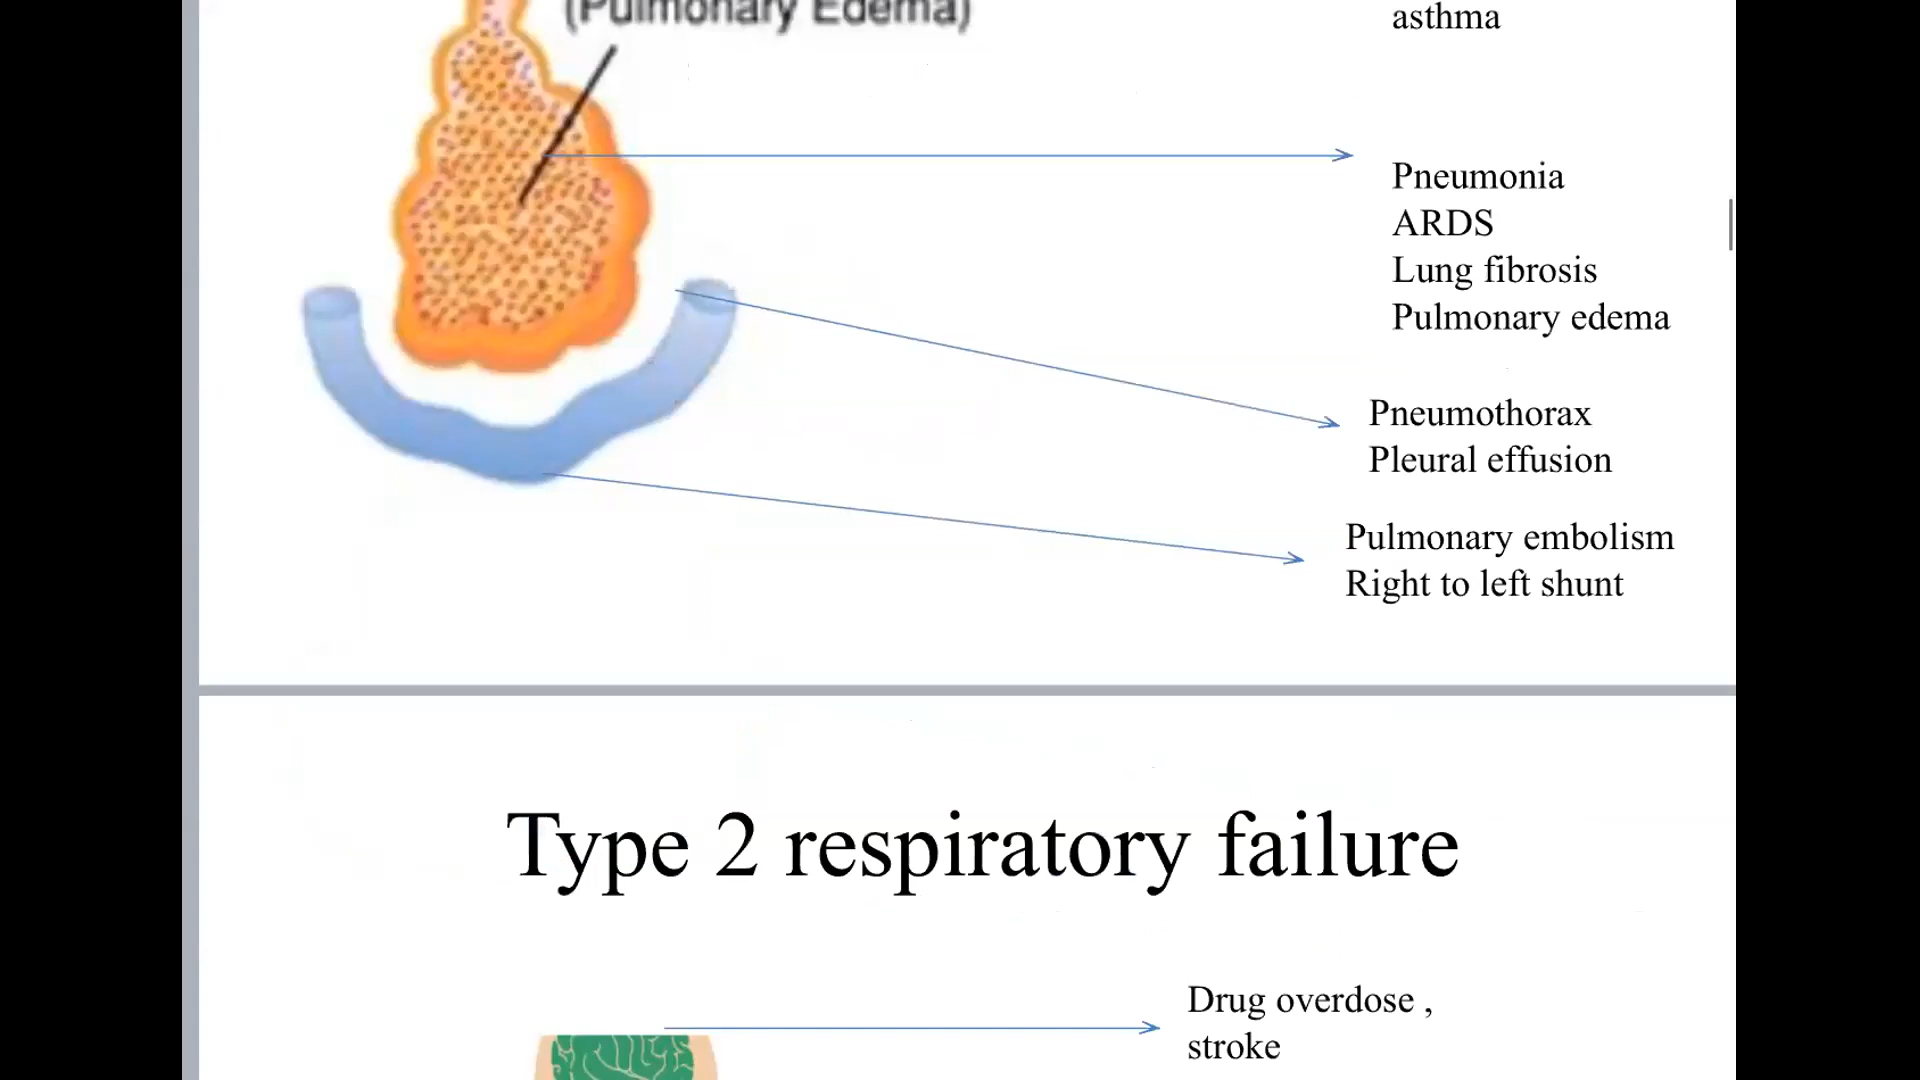 (Pulmonary Edema)
asthma
Pneumonia
ARDS
Lung fibrosis
Pulmonary edema
Pneumothorax
Pleural effusion
Pulmonary embolism
Right to left shunt
Type 2 respiratory failure
Drug overdose ,
stroke